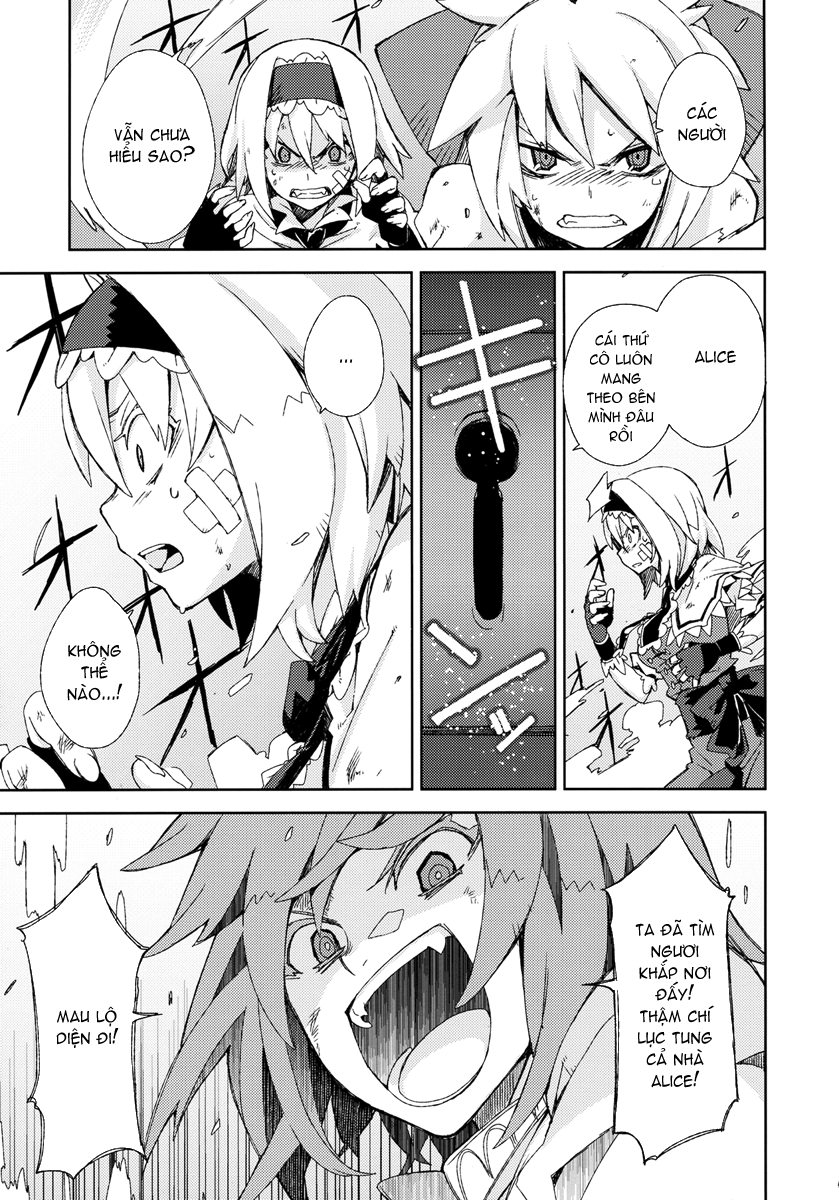 CÁC
NGƯỜI
VẪN CHƯA
HIỂU SAO?
ALICE
CÁI THỨ
CÔ LUÔN
MANG
THEO BÊN
MÌNH ĐÂU
RỒI
...
KHÔNG
THỂ
NÀO...!
TA ĐÃ TÌM
NGƯƠI
KHẮP NƠI
ĐẤY!
THẬM CHÍ
LỤC TUNG
CẢ NHÀ
ALICE!
MAU LỘ
DIỆN ĐI!